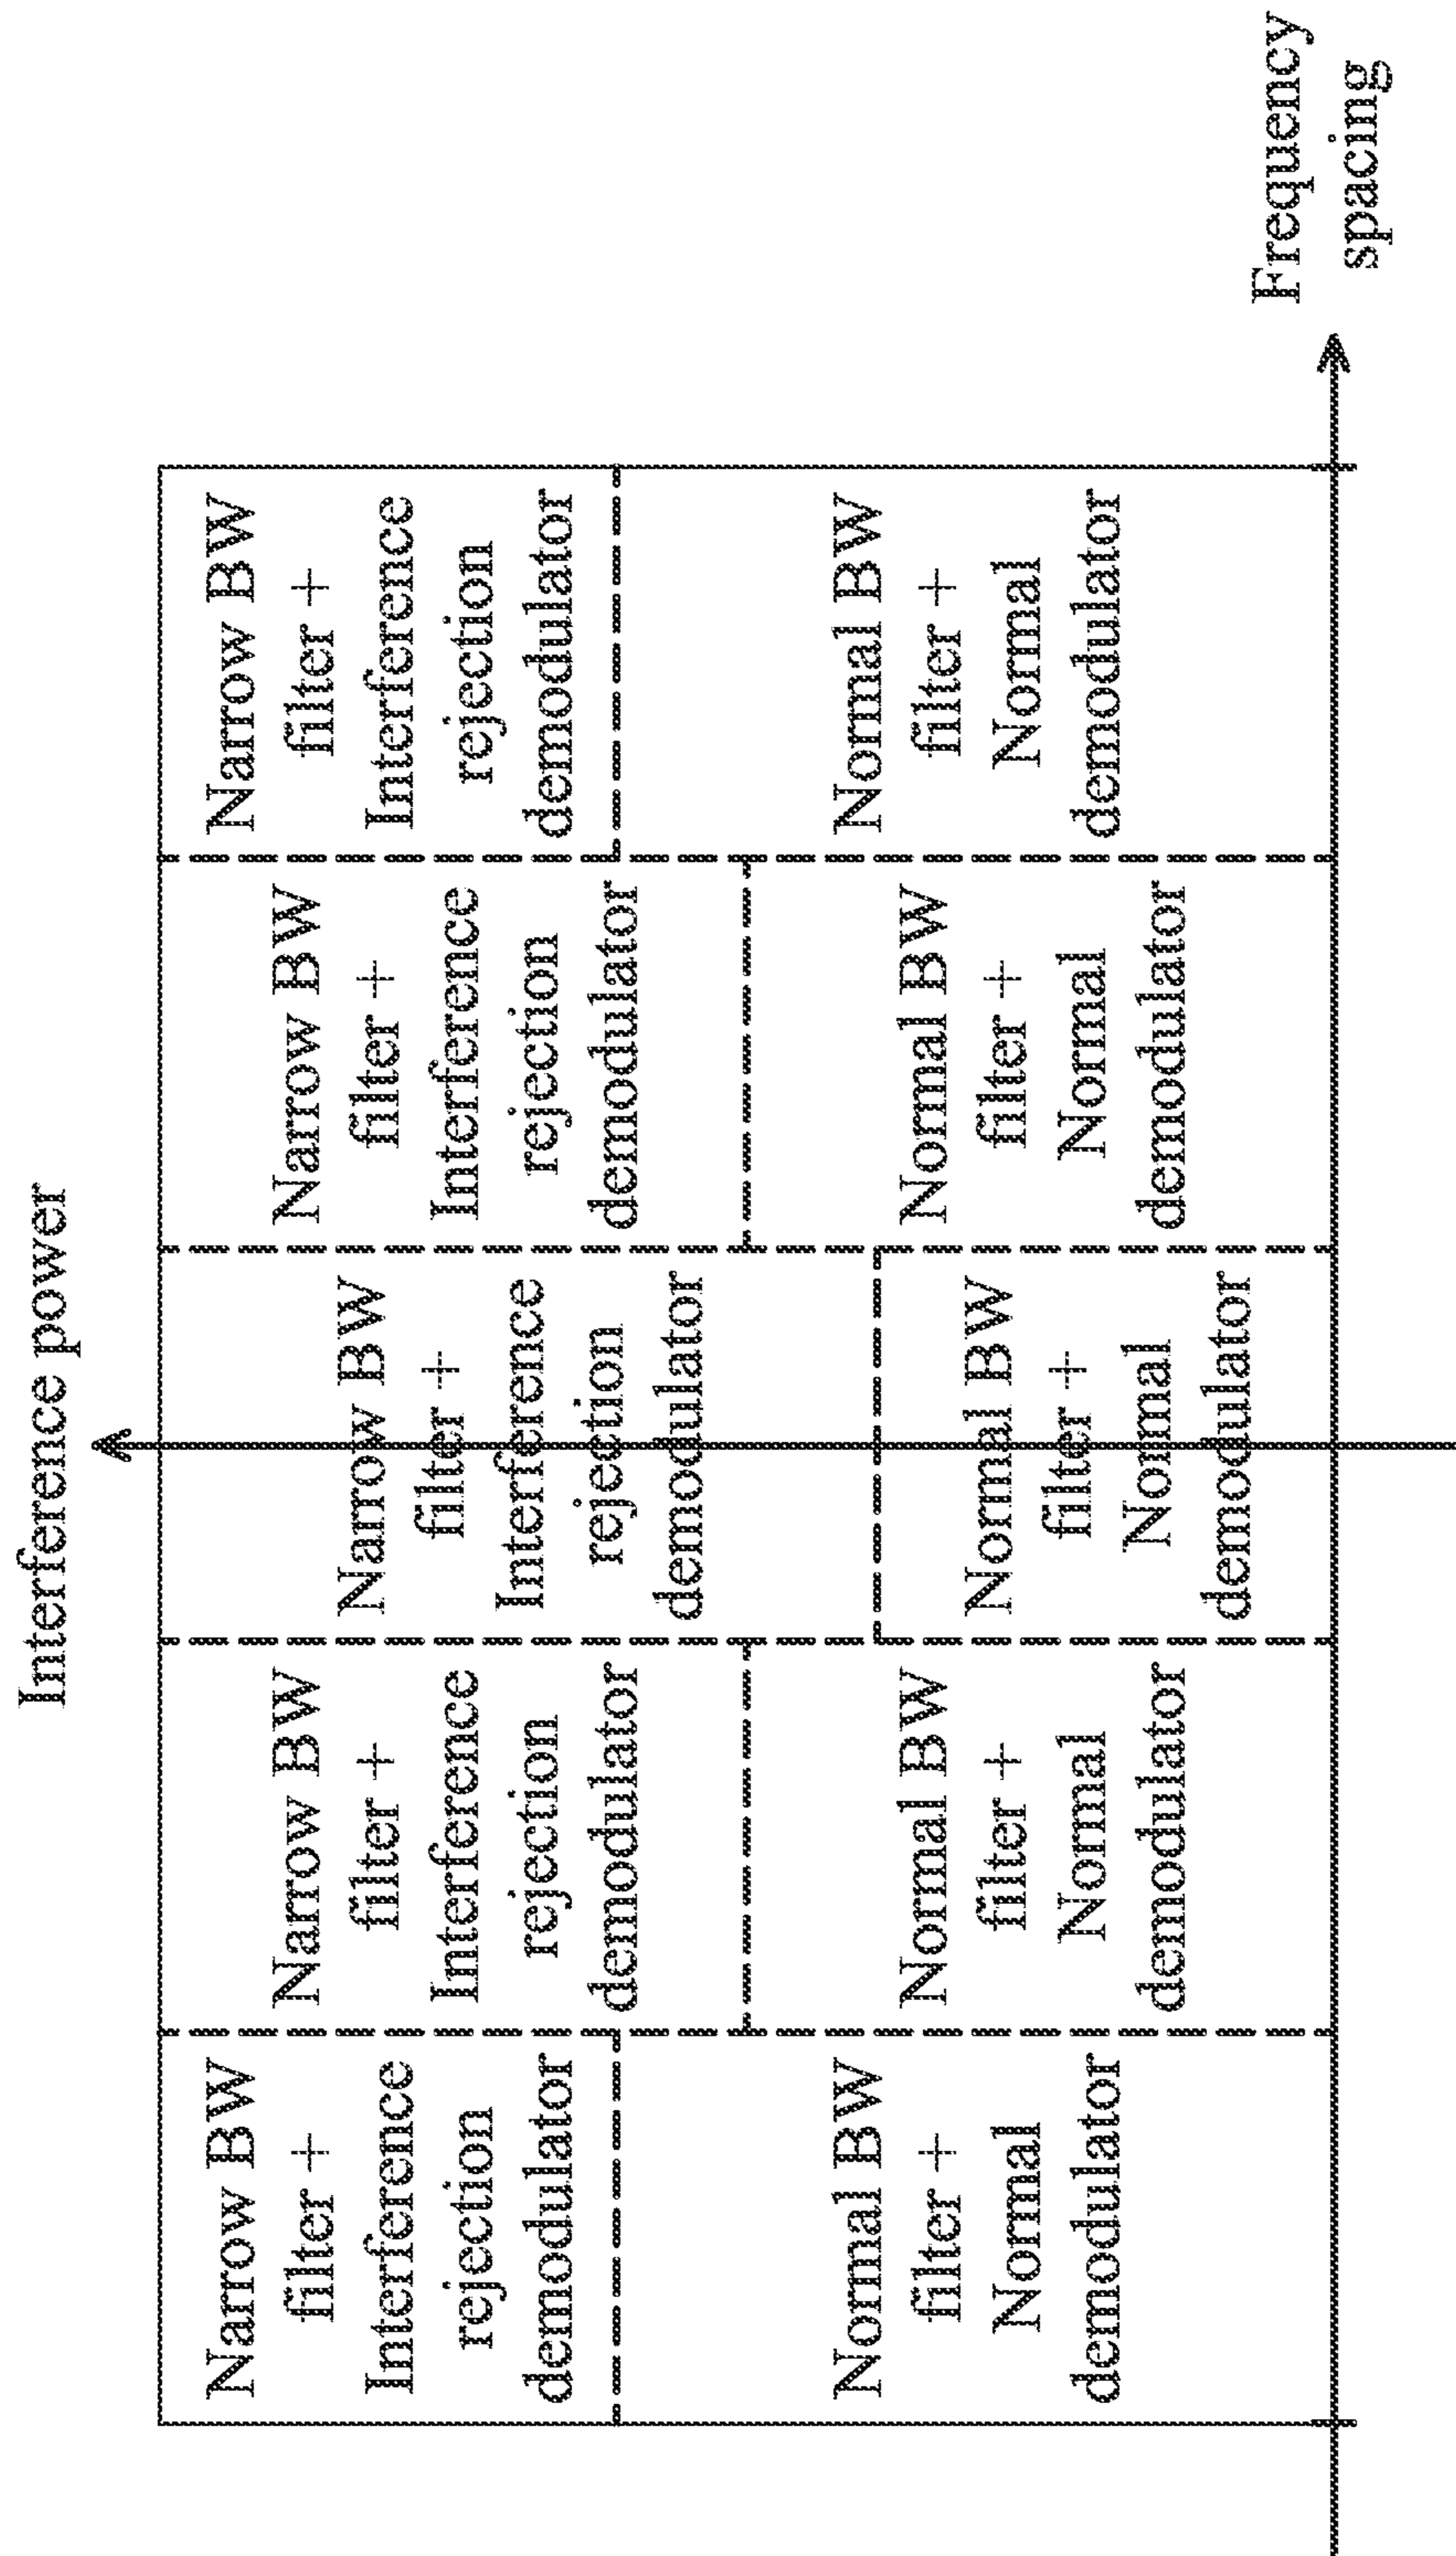 Interference power
Narrow BW
filter +
Interference
rejection
demodulator
Narrow BW
filter +
Interference
rejection
demodulator
Narrow BW
filter +
Interference
rejection
demodulator
Narrow BW
filter +
Interference
rejection
demodulator
Narrow BW
filter +
Interference
rejection
demodulator
Normal BW
filter +
Normal
demodulator
Normal BW
filter +
Normal
demodulator
Normal BW
filter +
Normal
demodulator
Normal BW
filter +
Normal
demodulator
Normal BW
filter +
Normal
demodulator
Frequency
spacing